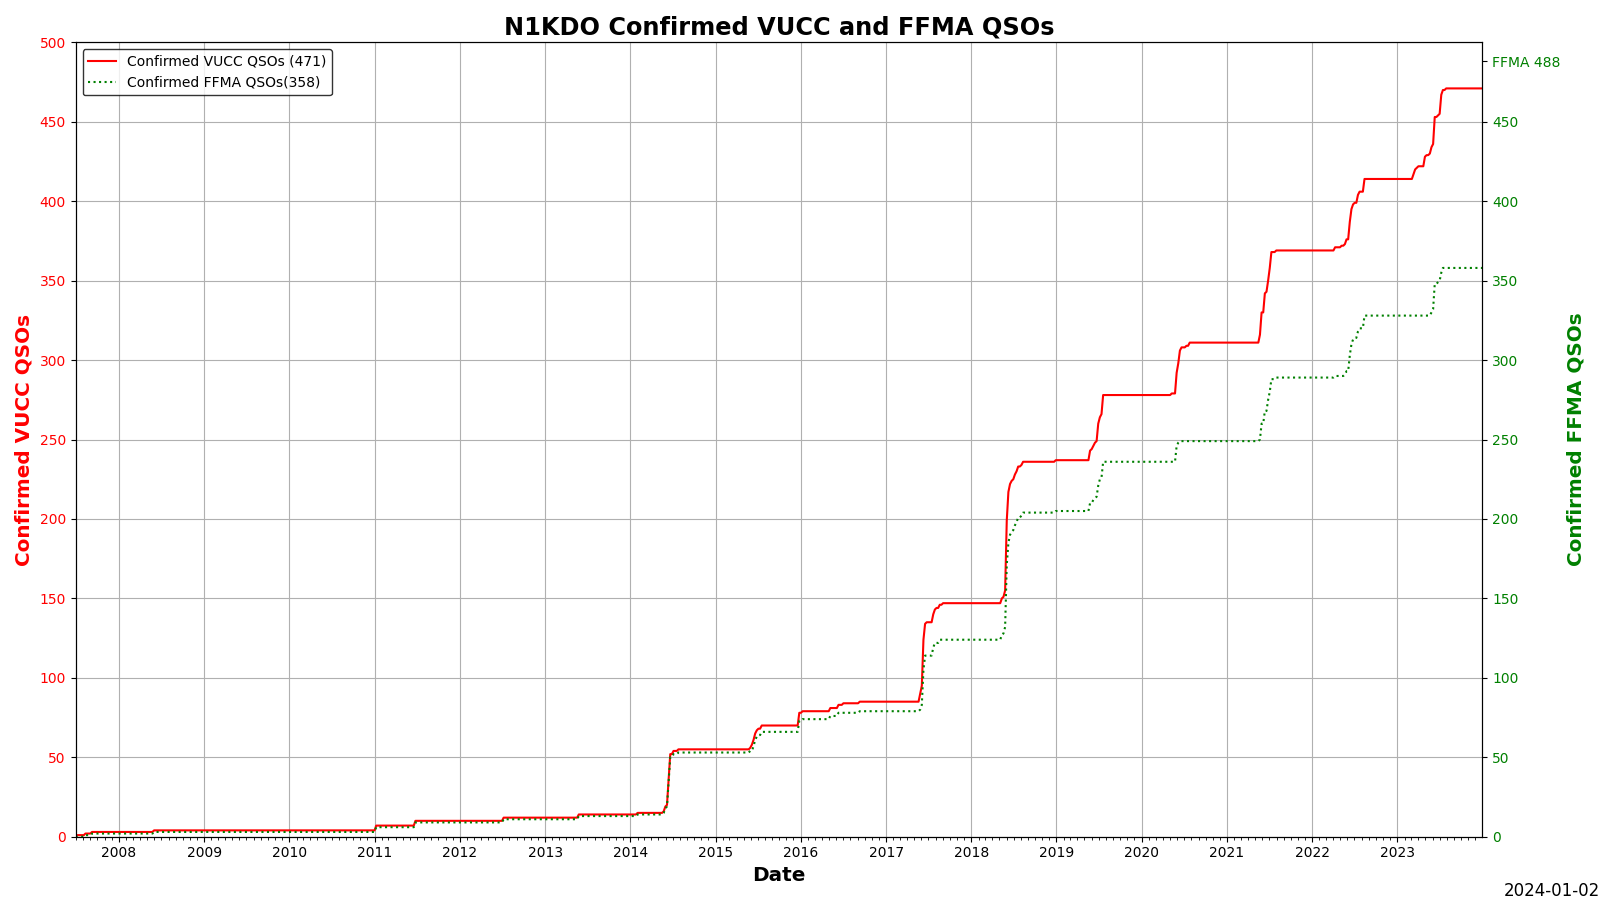 N1KDO Confirmed VUCC and FFMA QSOs
Confirmed VUCC QSOs (471)
Confirmed FFMA QSOs(358)
500
450
400
350
300
250
200
150
100
50
0
Confirmed VUCC QSOs
FFMA 488
450
400
350
300
250
200
150
100
50
0
Confirmed FFMA QSOs
2008 2009 2010 2011 2012 2013 2014 2015 2016 2017 2018 2019 2020 2021 2022 2023
Date
2024-01-02